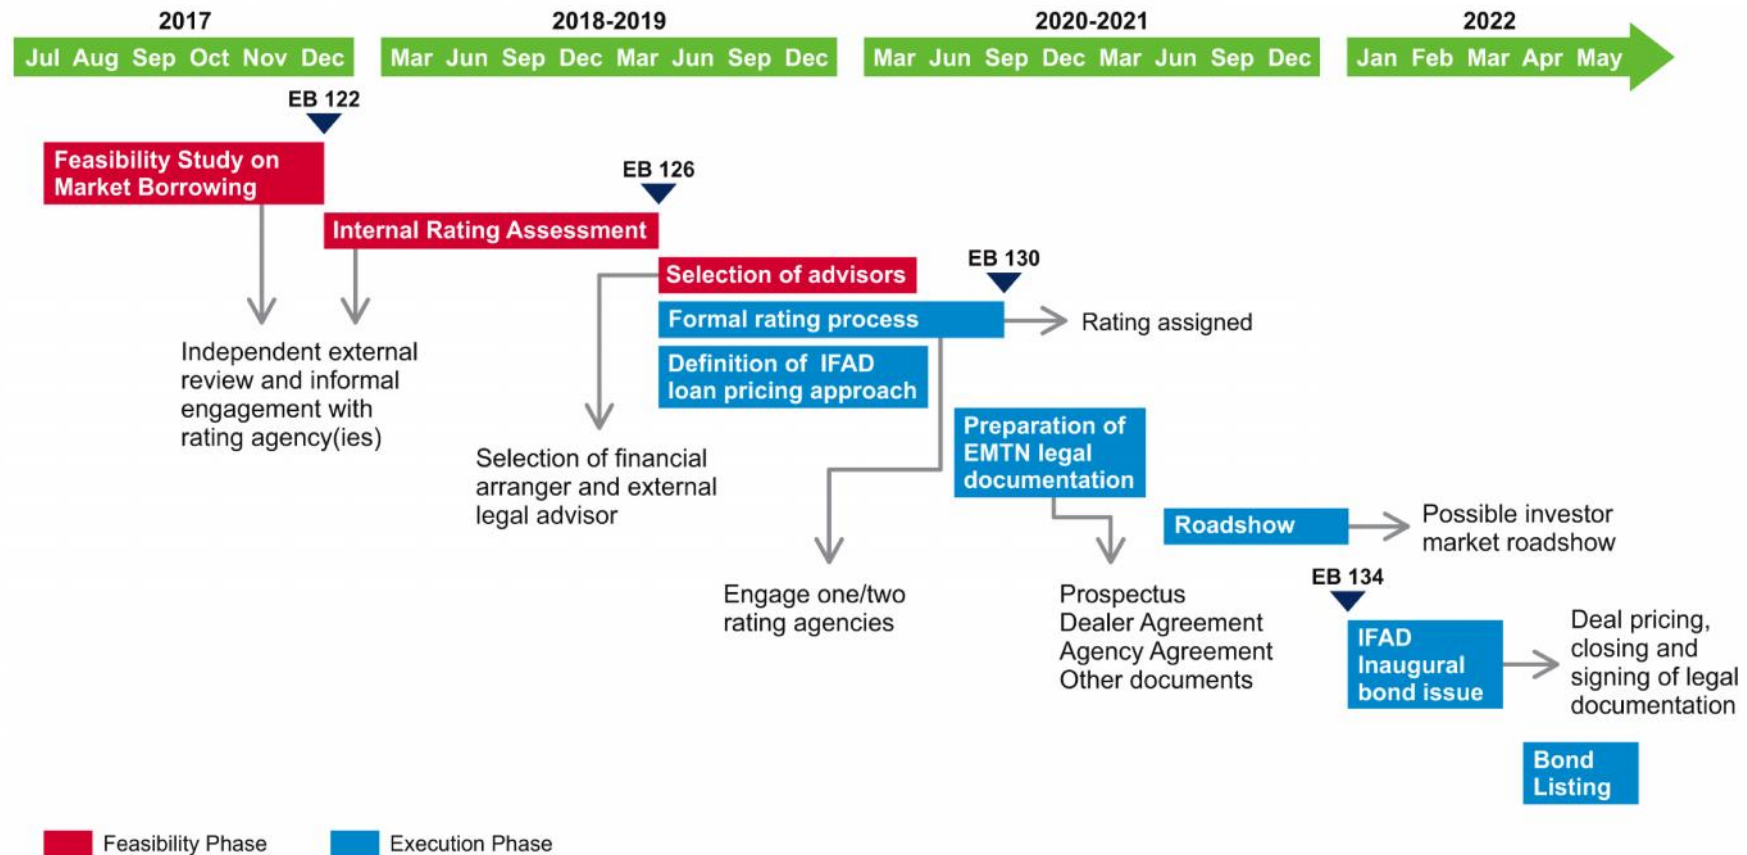 2017
2018-2019
2020-2021
2022
Jul Aug Sep Oct Nov Dec
Mar Jun Sep Dec Mar Jun Sep Dec
Mar Jun Sep Dec Mar Jun Sep Dec
Jan Feb Mar Apr May
EB 122
Feasibility Study on
Market Borrowing
EB 126
Internal Rating Assessment
Selection of advisors
EB 130
Formal rating process
Rating assigned
Definition of IFAD
loan pricing approach
Independent external
review and informal
engagement with
rating agency(ies)
Selection of financial
arranger and external
legal advisor
Preparation of
EMTN legal
documentation
Roadshow
Possible investor
market roadshow
Engage one/two
rating agencies
Prospectus
Dealer Agreement
Agency Agreement
Other documents
EB 134
IFAD
Inaugural
bond issue
Deal pricing,
closing and
signing of legal
documentation
Bond
Listing
Feasibility Phase
Execution Phase